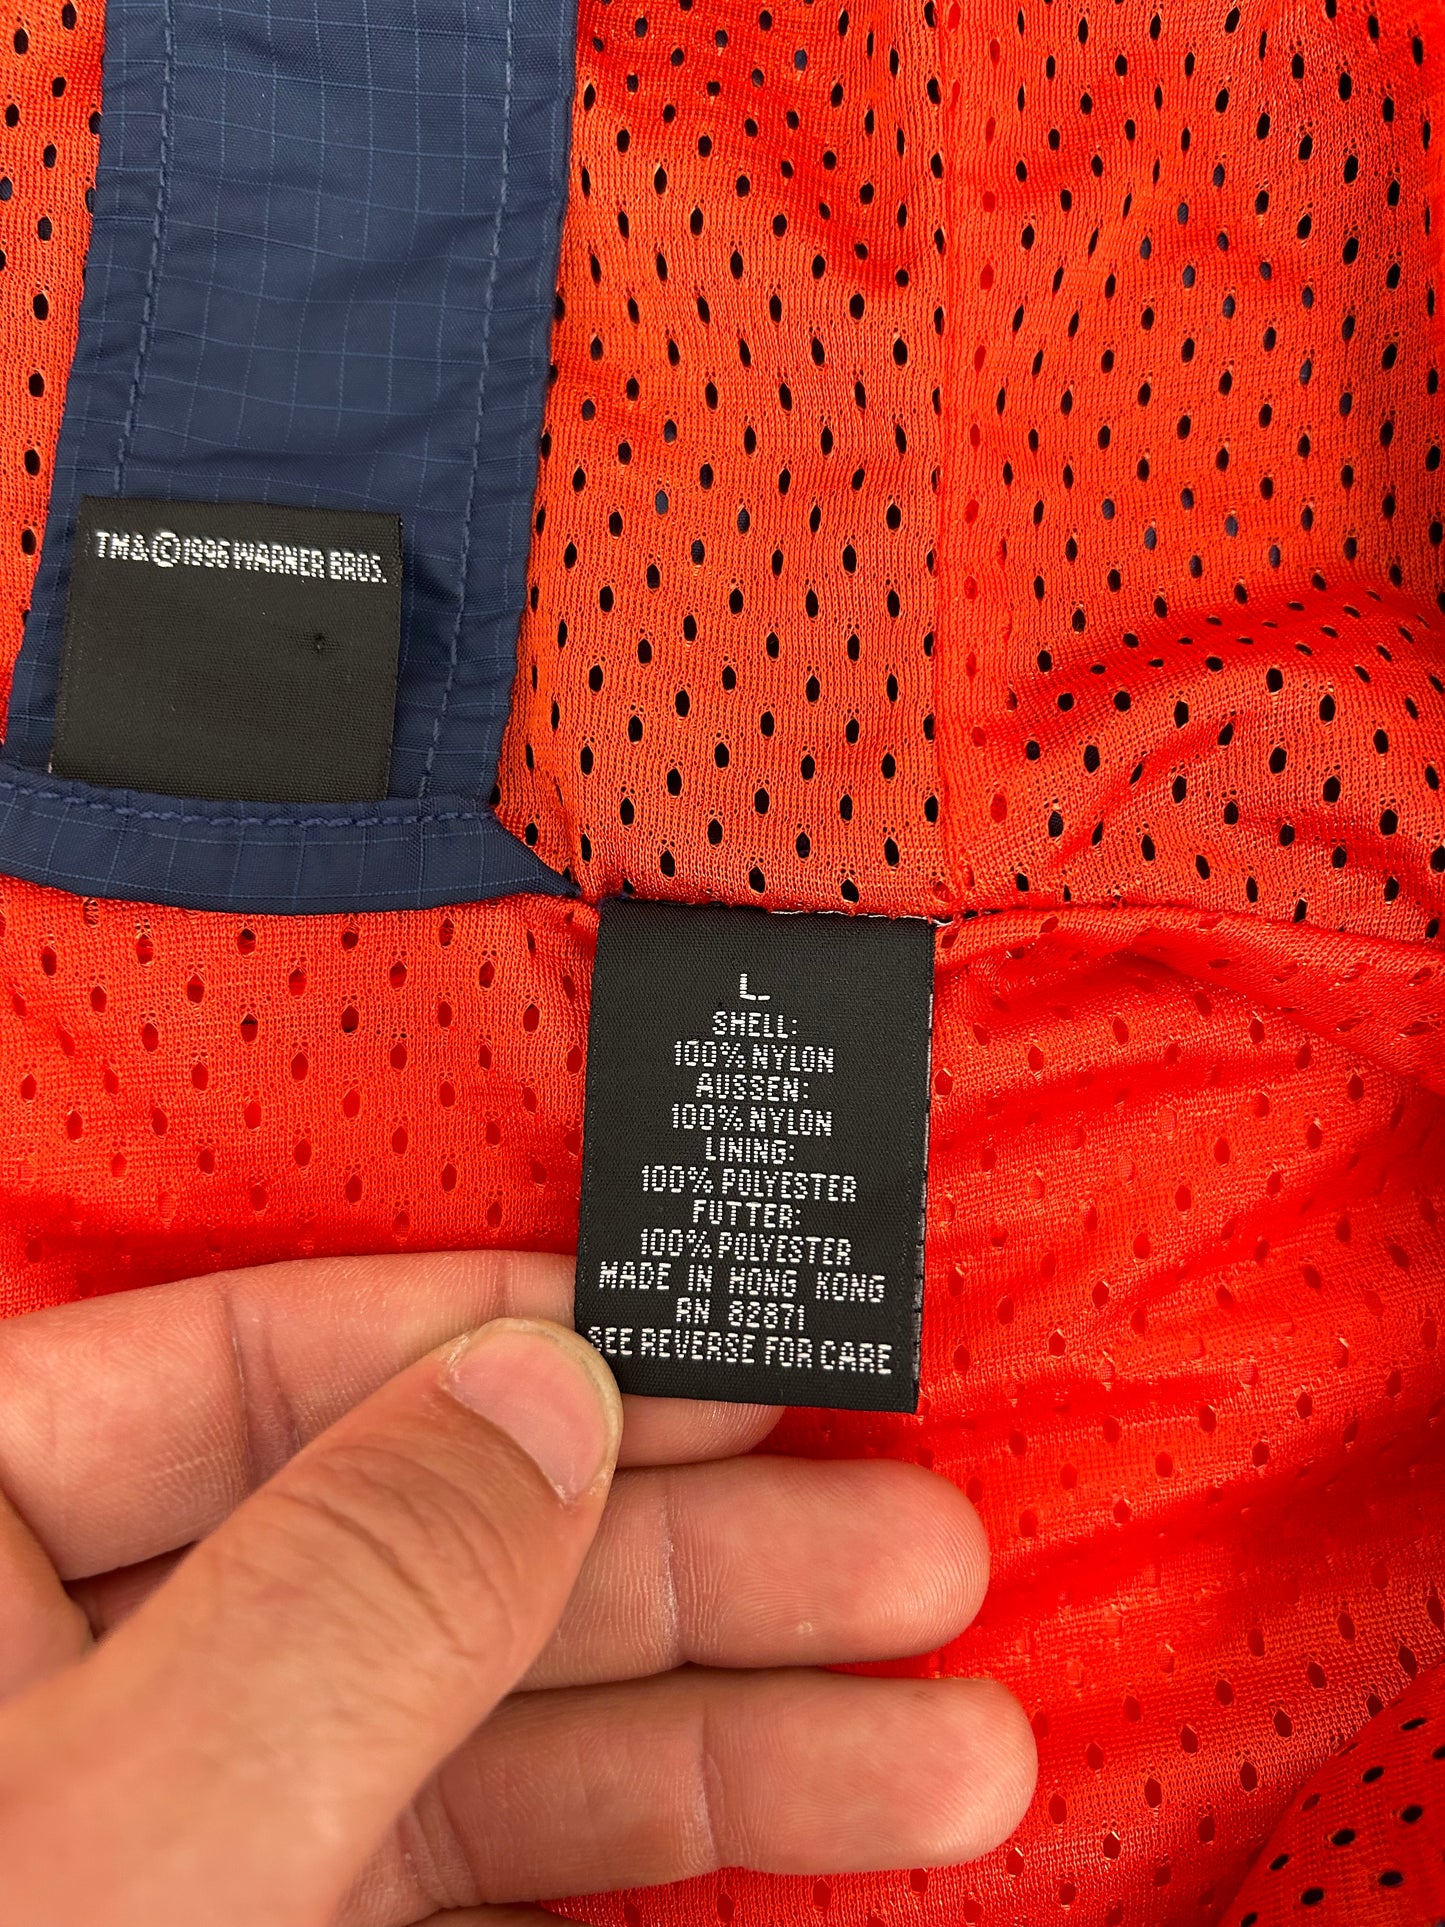 TM&©1996 WARNER BROS.
L
SHELL:
100% NYLON
AUSSEN:
100% NYLON
LINING:
100% POLYESTER
FUTTER:
100% POLYESTER
MADE IN HONG KONG
RN 82871
SEE REVERSE FOR CARE